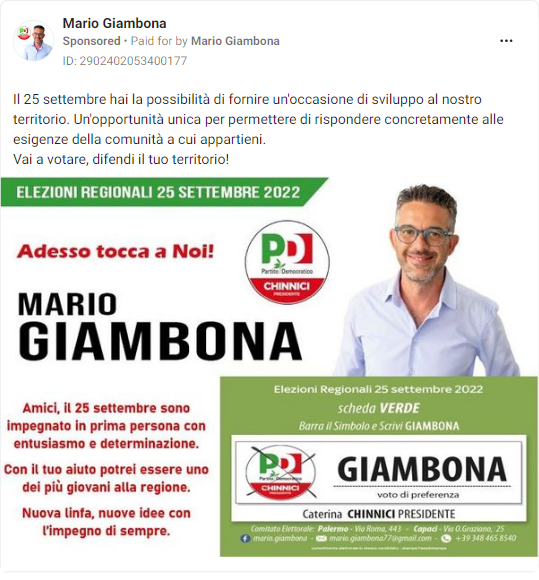 Mario Giambona
Sponsored • Paid for by Mario Giambona
ID: 2902402053400177
Il 25 settembre hai la possibilità di fornire un'occasione di sviluppo al nostro
territorio. Un'opportunità unica per permettere di rispondere concretamente alle
esigenze della comunità a cui appartieni.
Vai a votare, difendi il tuo territorio!
ELEZIONI REGIONALI 25 SETTEMBRE 2022
Adesso tocca a Noi!
PD
Partito Democratico
CHINNICI
PRESIDENTE
MARIO
GIAMBONA
Amici, il 25 settembre sono
impegnato in prima persona con
entusiasmo e determinazione.
Con il tuo aiuto potrei essere uno
dei più giovani alla regione.
Nuova linfa, nuove idee con
l'impegno di sempre.
Elezioni Regionali 25 settembre 2022
scheda VERDE
Barra il Simbolo e Scrivi GIAMBONA
PD
Partito Democratico
CHINNICI
PRESIDENTE
GIAMBONA
voto di preferenza
Caterina CHINNICI PRESIDENTE
Comitato Elettorale: Palermo - Via Roma, 443 - Capaci - Via O.Graziano, 25
mario.giambona mario.giambona77@gmail.com +39 348 465 8540